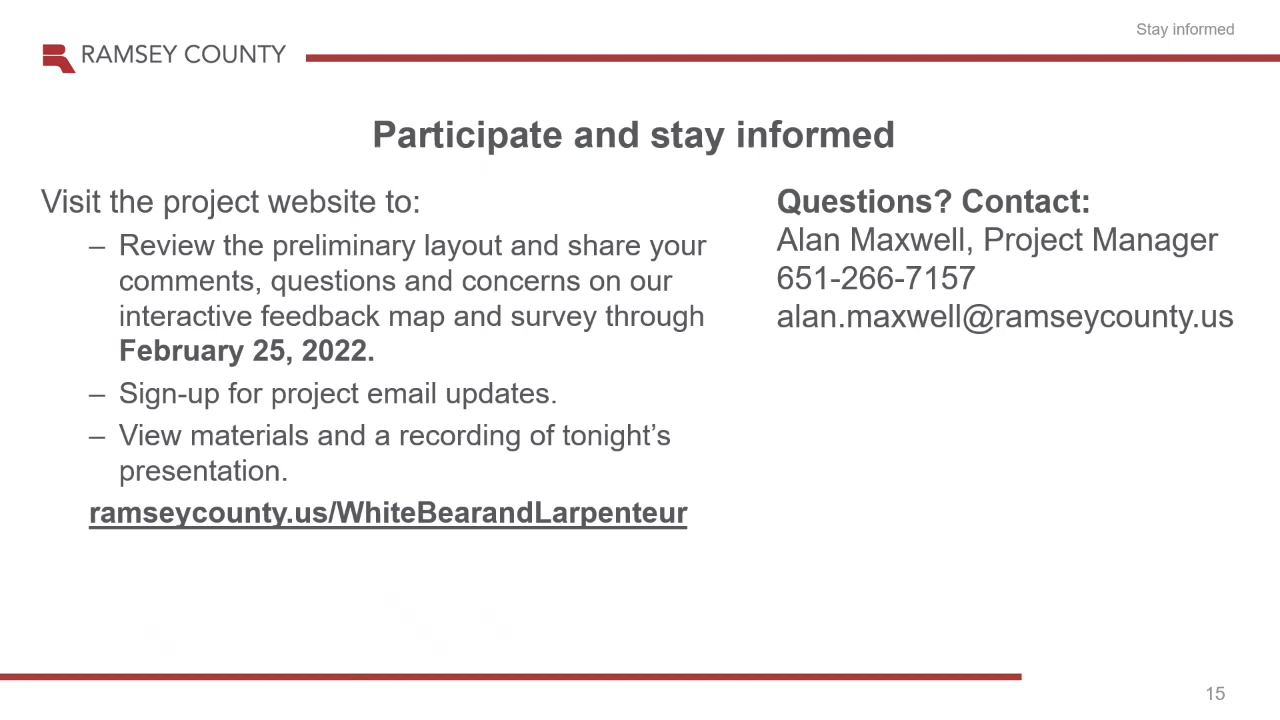 Stay informed
RAMSEY COUNTY
Participate and stay informed
Visit the project website to:
– Review the preliminary layout and share your
comments, questions and concerns on our
interactive feedback map and survey through
February 25, 2022.
– Sign-up for project email updates.
– View materials and a recording of tonight’s
presentation.
ramseycounty.us/WhiteBearandLarpenteur
Questions? Contact:
Alan Maxwell, Project Manager
651-266-7157
alan.maxwell@ramseycounty.us
15